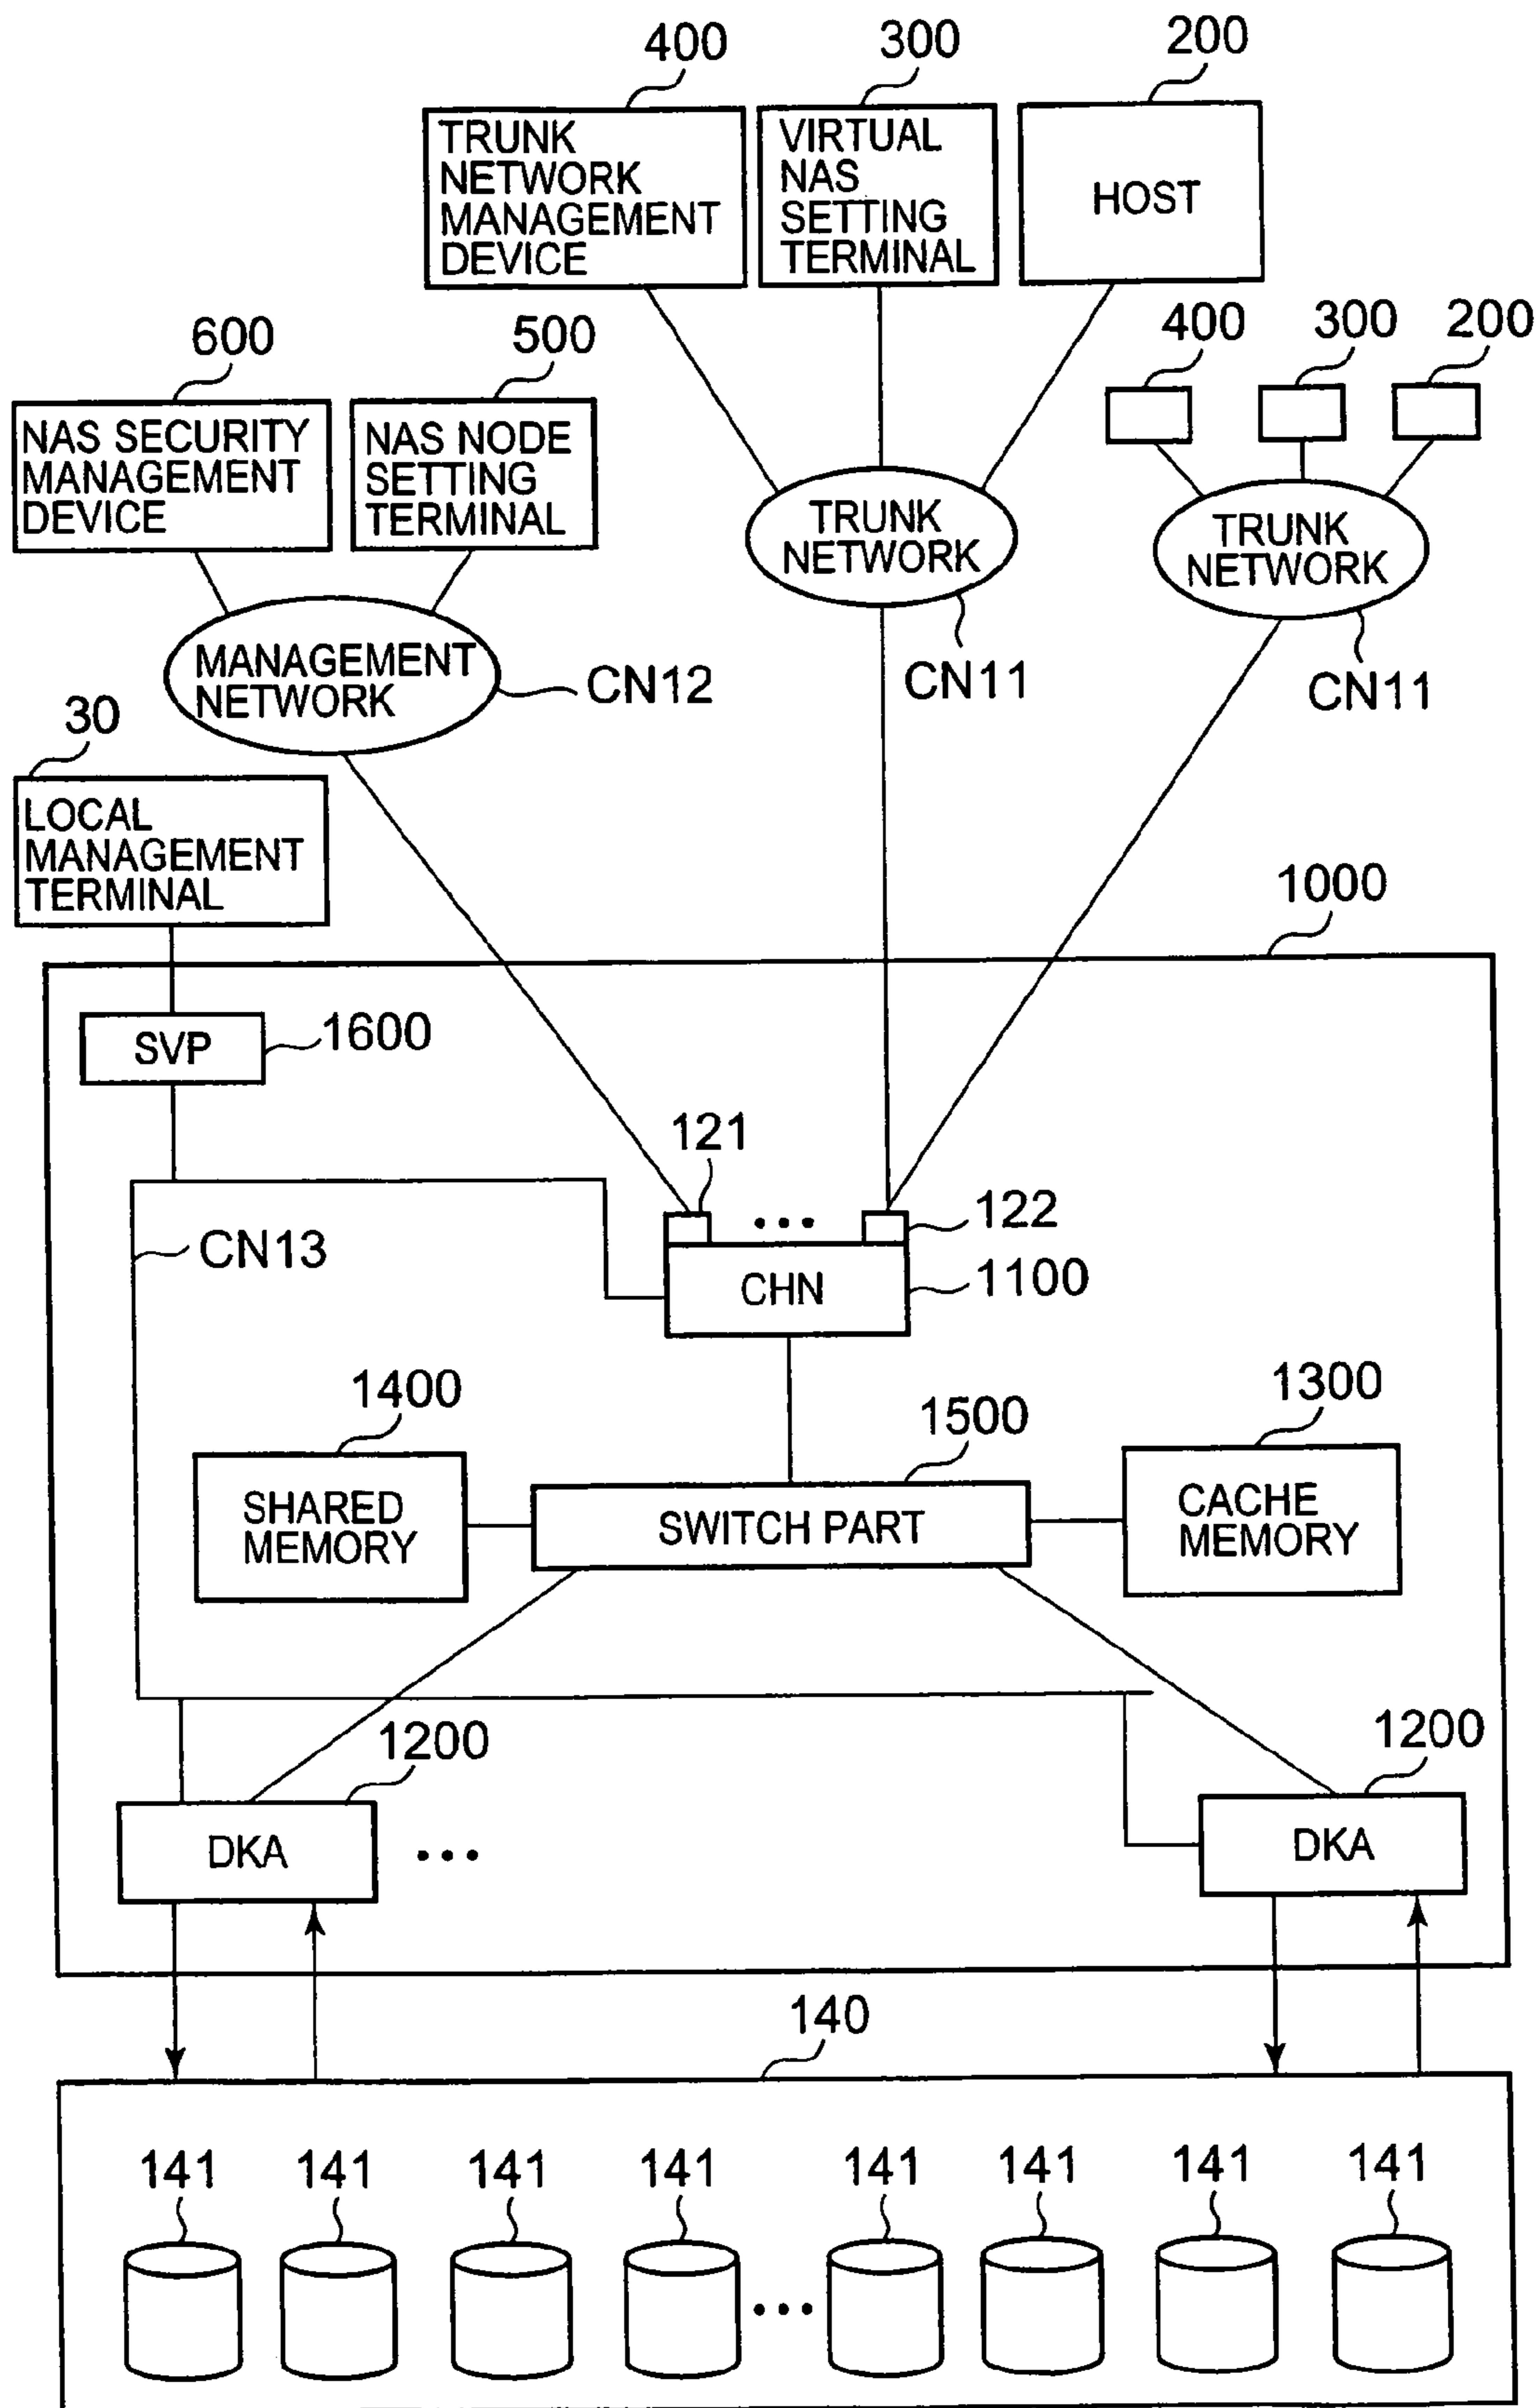 400
300
200
TRUNK
NETWORK
MANAGEMENT
DEVICE
VIRTUAL
NAS
SETTING
TERMINAL
HOST
600
500
400
300
200
NAS SECURITY
MANAGEMENT
DEVICE
NAS NODE
SETTING
TERMINAL
TRUNK
NETWORK
TRUNK
NETWORK
MANAGEMENT
NETWORK
CN12
CN11
CN11
30
LOCAL
MANAGEMENT
TERMINAL
1000
SVP
1600
121
...
122
CN13
CHN
1100
1400
1500
1300
SHARED
MEMORY
SWITCH PART
CACHE
MEMORY
1200
1200
DKA
...
DKA
140
141 141 141 141 141 141 141 141
...